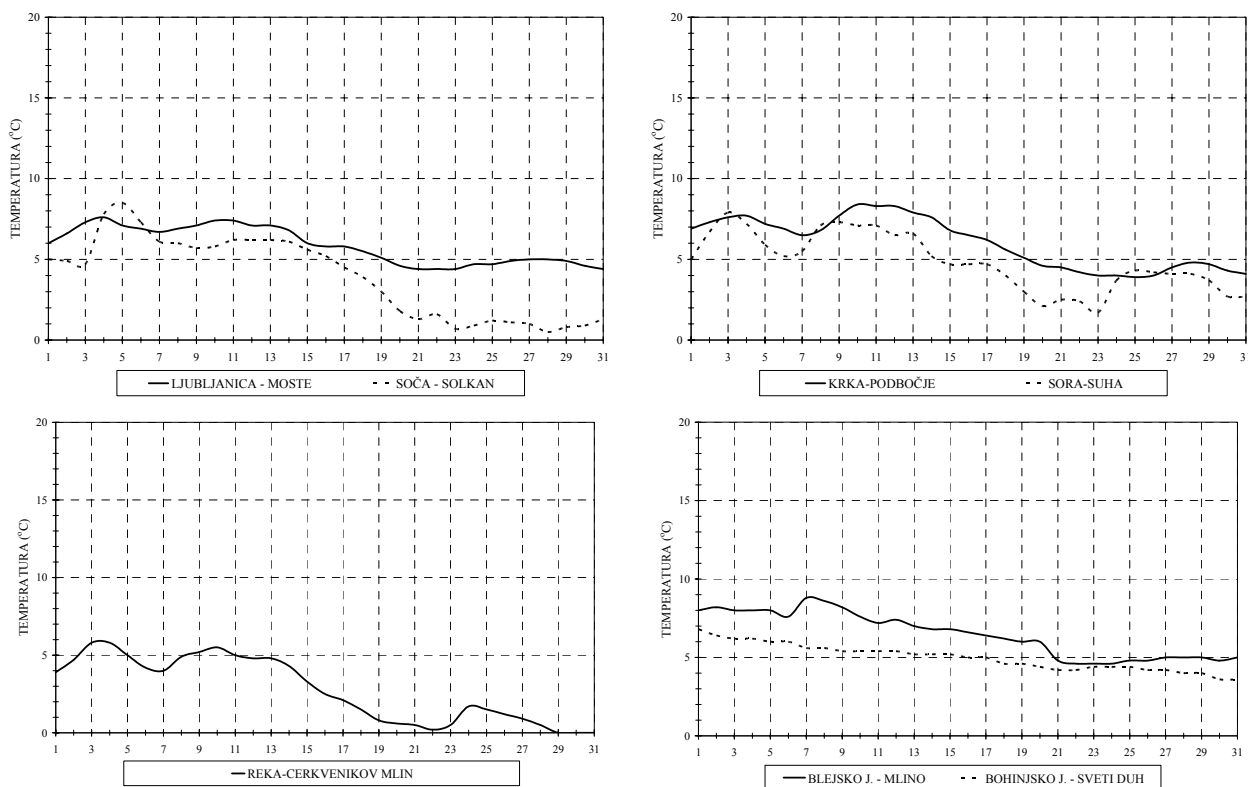 TEMPERATURA (°C)
20
15
10
5
0
1 3 5 7 9 11 13 15 17 19 21 23 25 27 29 31
LJUBLJANICA - MOSTE SOČA - SOLKAN
TEMPERATURA (°C)
20
15
10
5
0
1 3 5 7 9 11 13 15 17 19 21 23 25 27 29 31
KRKA-PODBOČJE SORA-SUHA
TEMPERATURA (°C)
20
15
10
5
0
1 3 5 7 9 11 13 15 17 19 21 23 25 27 29 31
REKA-CERKVENIKOV MLIN
TEMPERATURA (°C)
20
15
10
5
0
1 3 5 7 9 11 13 15 17 19 21 23 25 27 29 31
BLEJSKO J. - MLINO BOHINJSKO J. - SVETI DUH